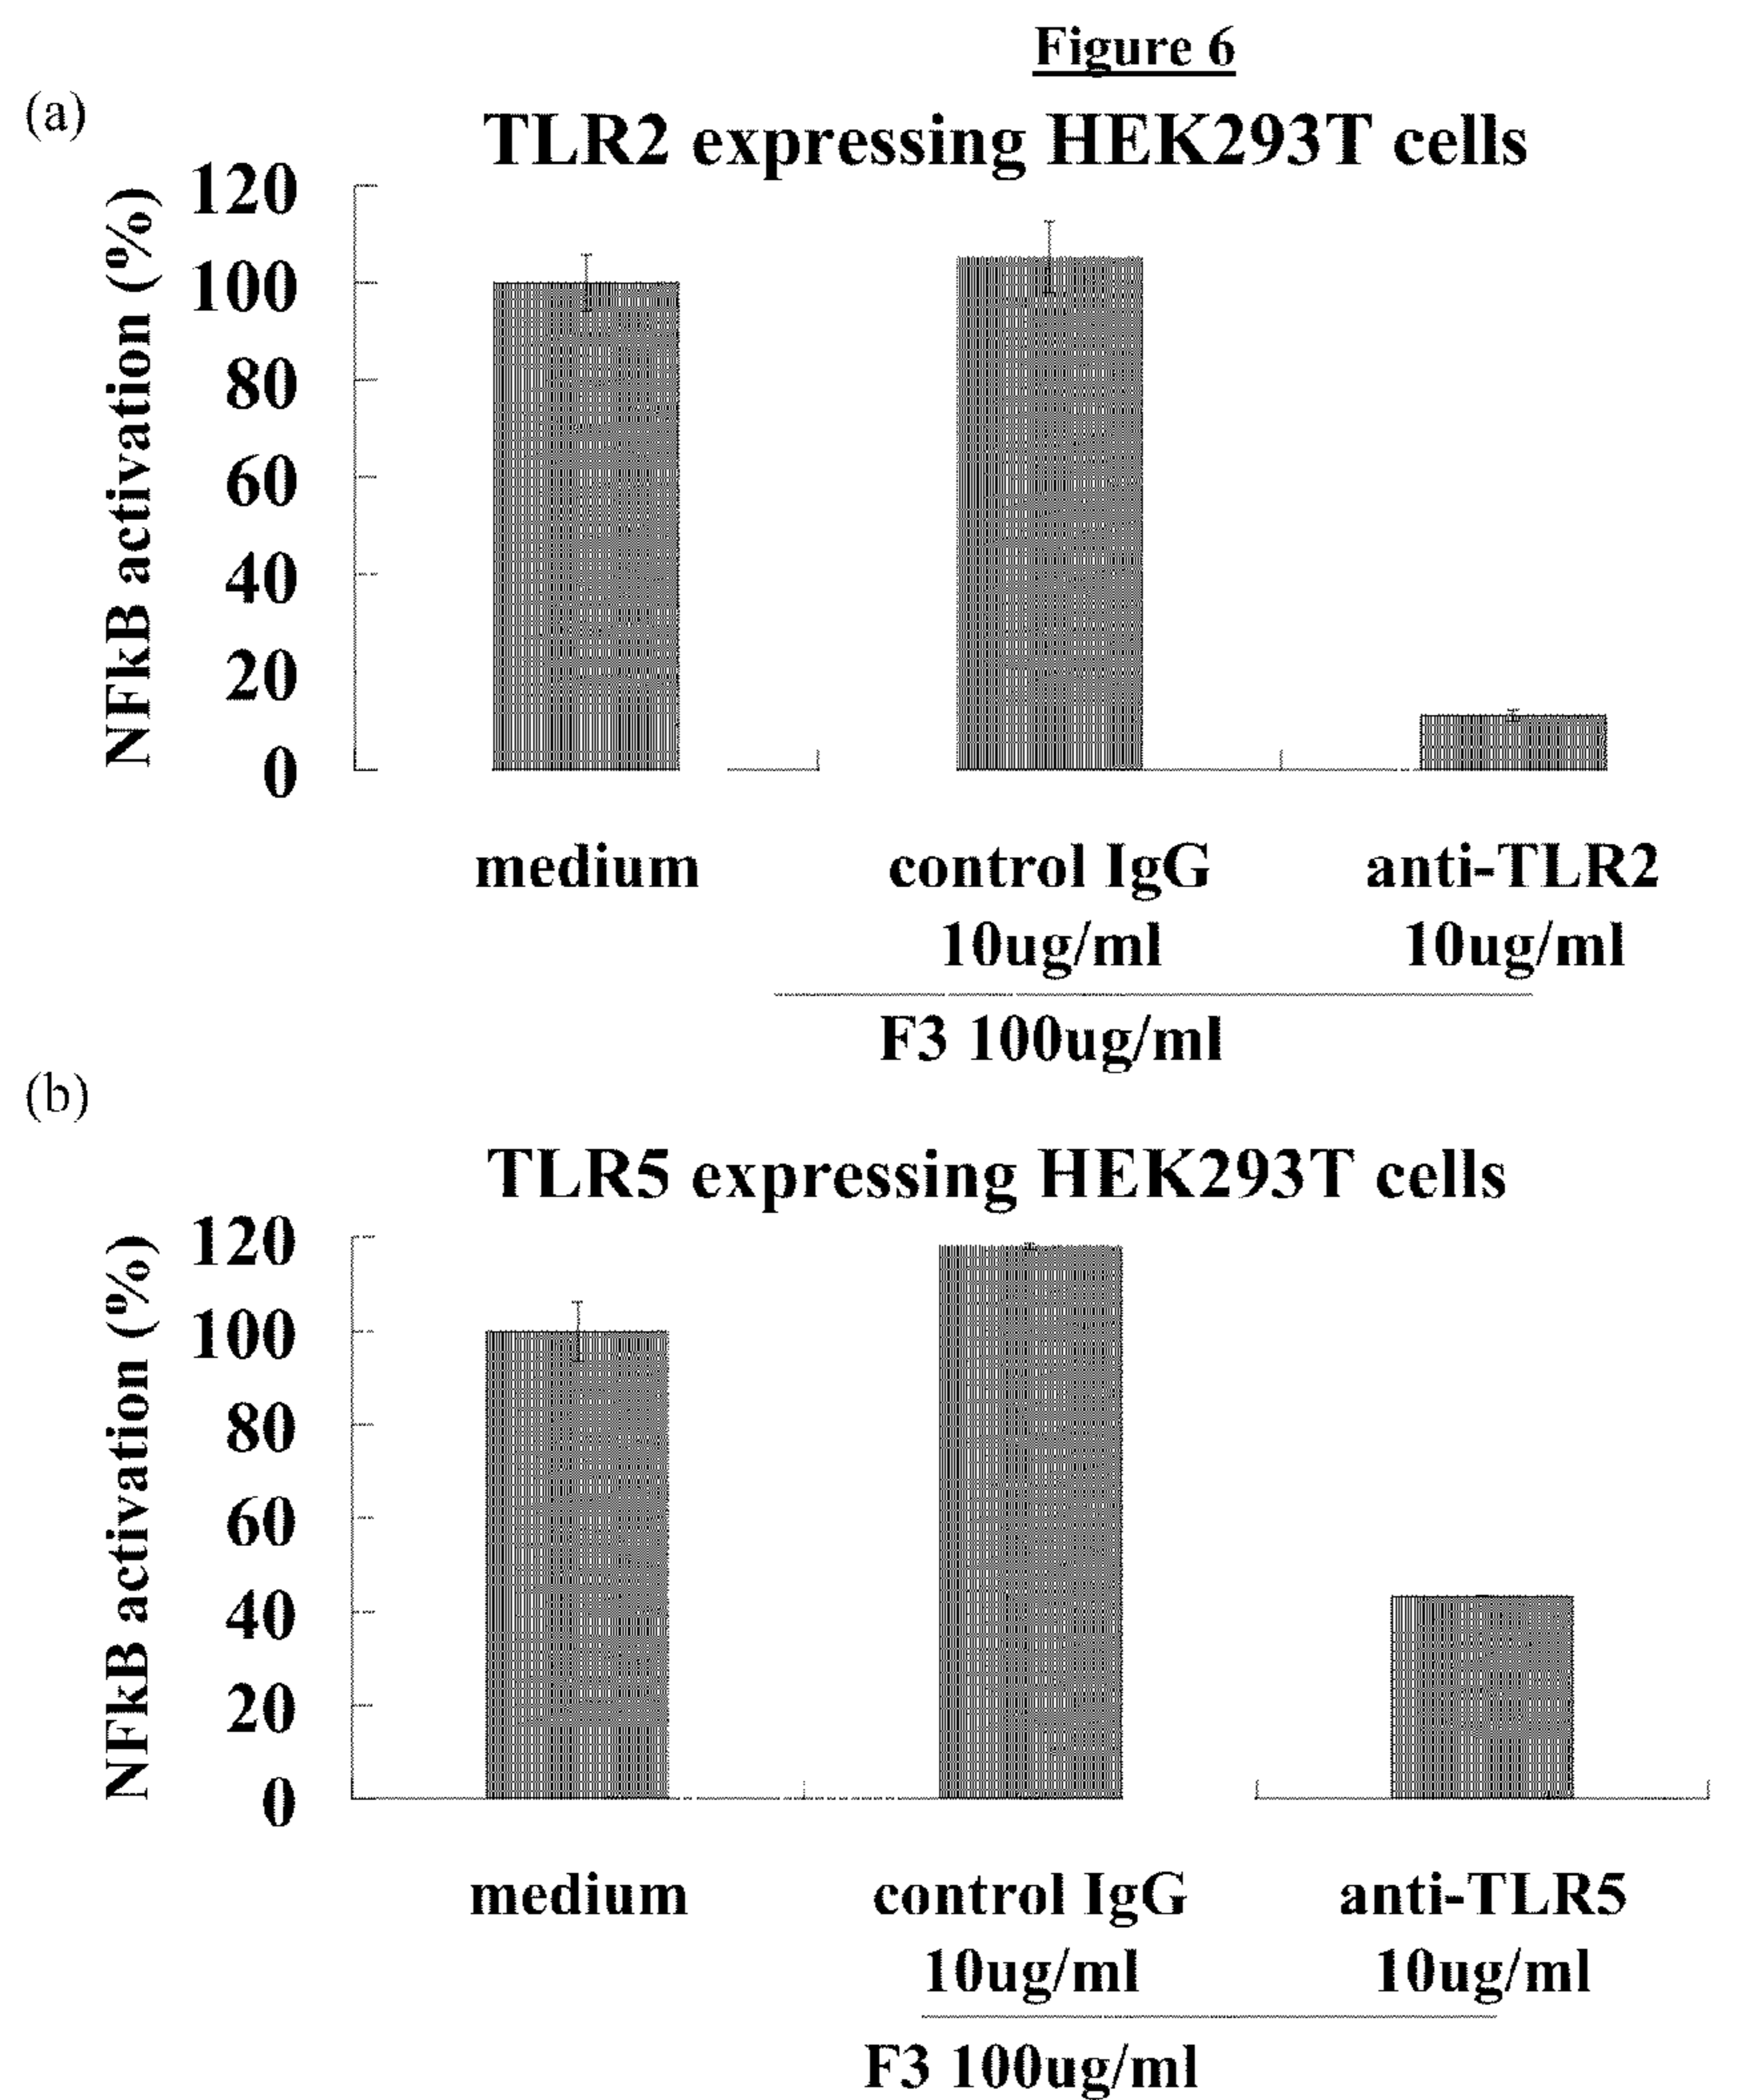 Figure 6
(a)
TLR2 expressing HEK293T cells
NFkB activation (%)
120
100
80
60
40
20
0
medium
control IgG
10ug/ml
anti-TLR2
10ug/ml
F3 100ug/ml
(b)
TLR5 expressing HEK293T cells
NFkB activation (%)
120
100
80
60
40
20
0
medium
control IgG
10ug/ml
anti-TLR5
10ug/ml
F3 100ug/ml